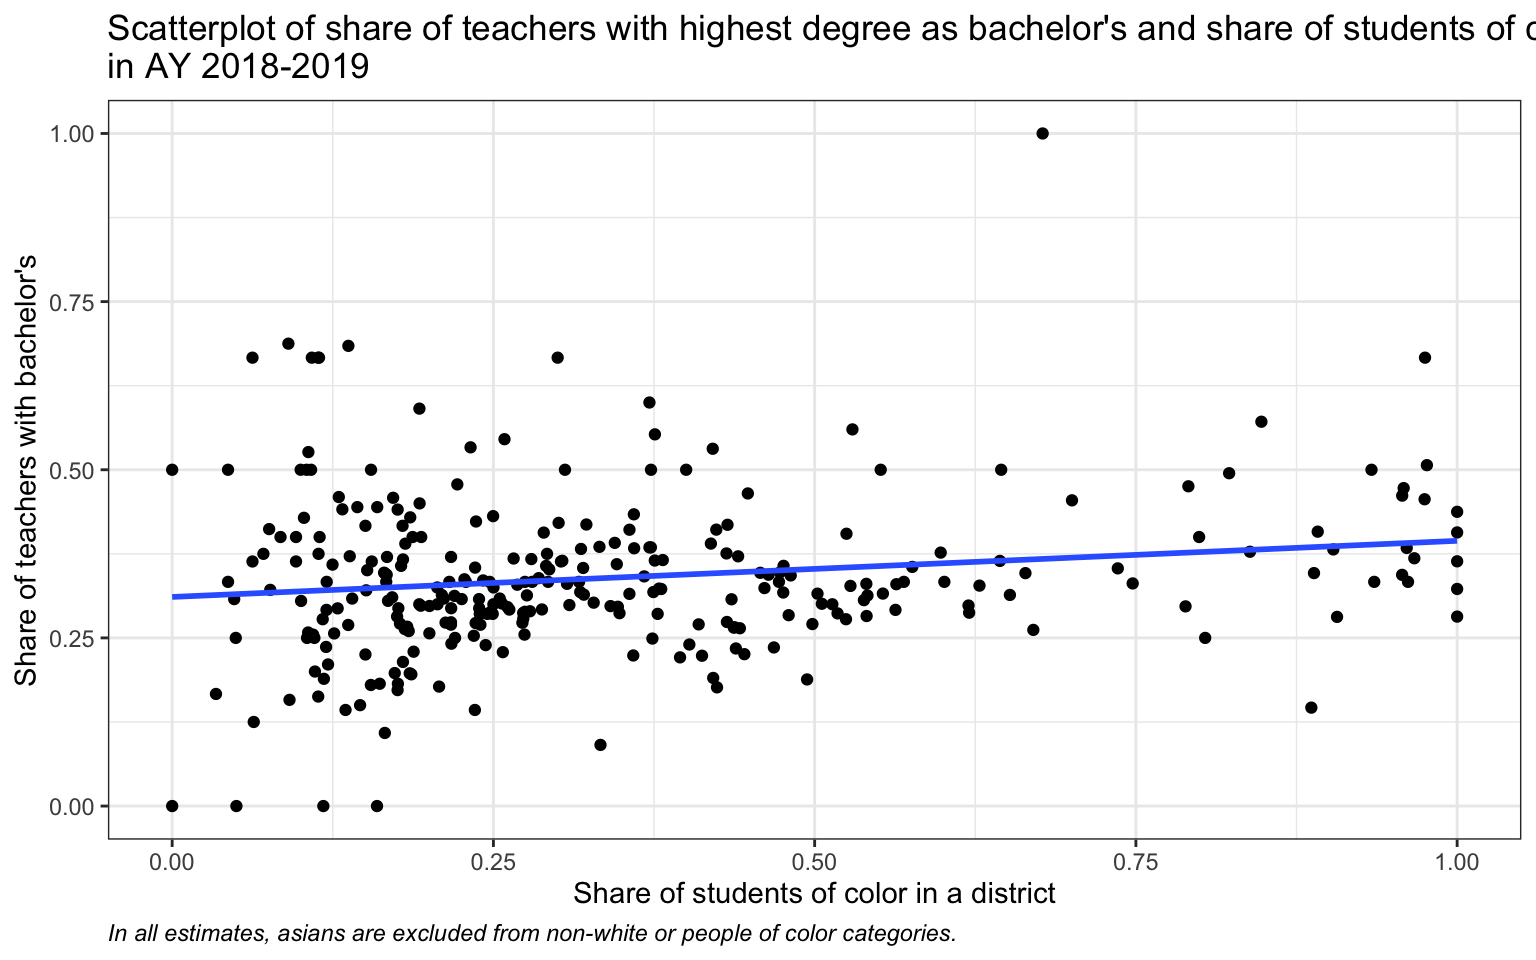 Scatterplot of share of teachers with highest degree as bachelor's and share of students of
in AY 2018-2019
Share of teachers with bachelor's
1.00
0.75
0.50
0.25
0.00
0.00 0.25 0.50 0.75 1.00
Share of students of color in a district
In all estimates, asians are excluded from non-white or people of color categories.